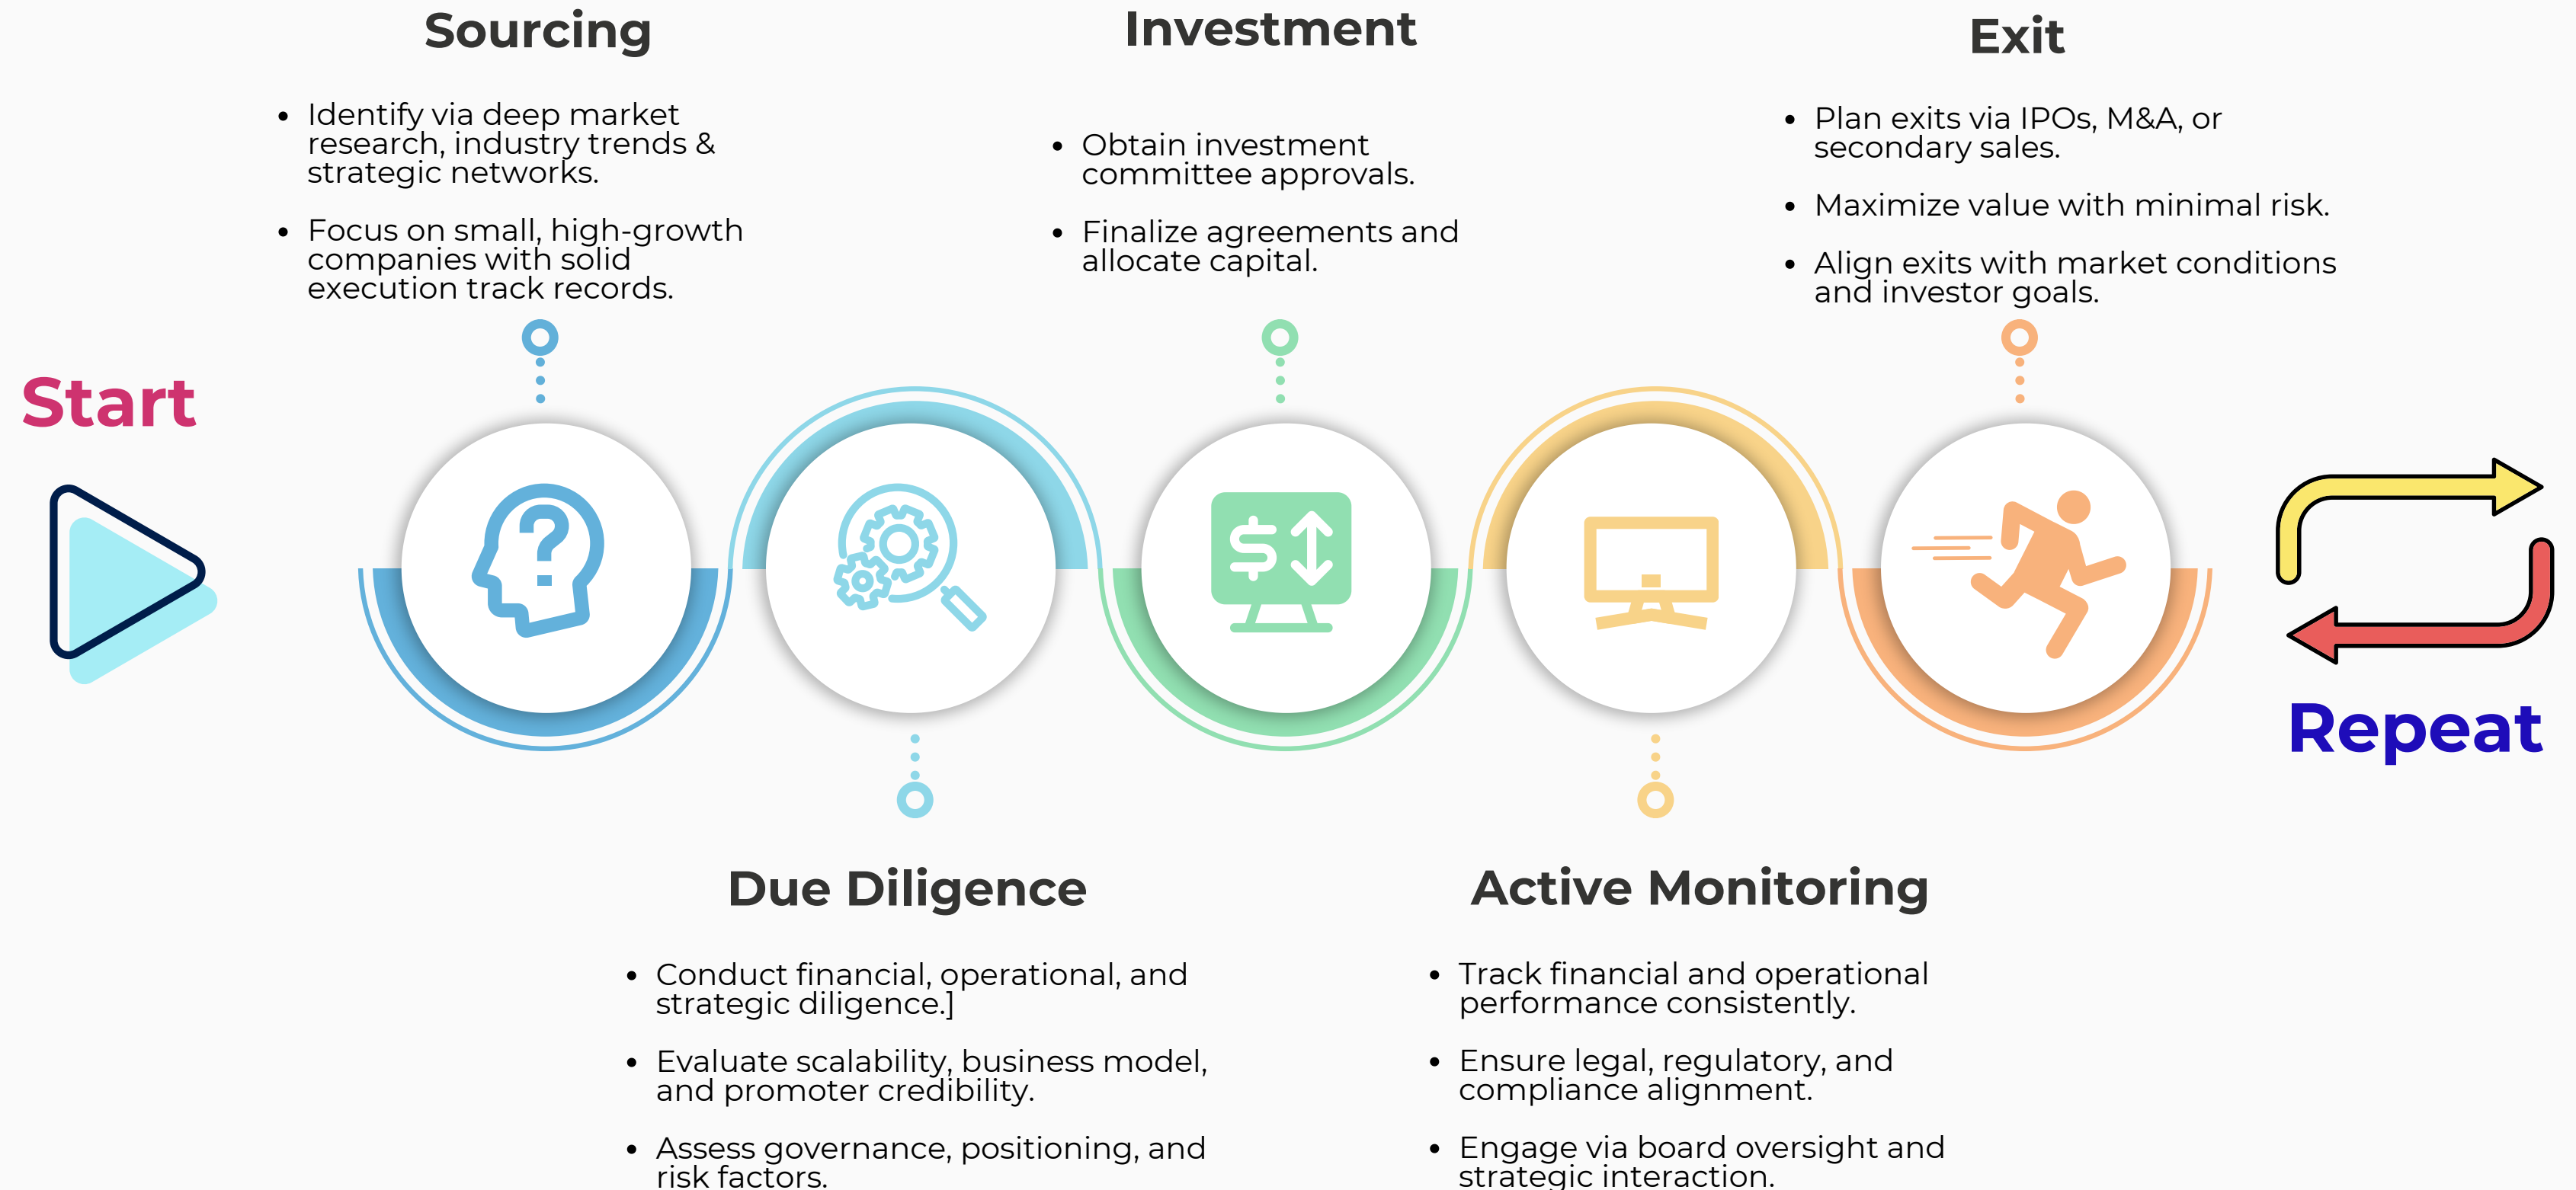 Start
Sourcing
• Identify via deep market
research, industry trends &
strategic networks.
• Focus on small, high-growth
companies with solid
execution track records.
Due Diligence
• Conduct financial, operational, and
strategic diligence.]
• Evaluate scalability, business model,
and promoter credibility.
• Assess governance, positioning, and
risk factors.
Investment
• Obtain investment
committee approvals.
• Finalize agreements and
allocate capital.
$
Active Monitoring
• Track financial and operational
performance consistently.
• Ensure legal, regulatory, and
compliance alignment.
• Engage via board oversight and
strategic interaction.
Exit
• Plan exits via IPOs, M&A, or
secondary sales.
• Maximize value with minimal risk.
• Align exits with market conditions
and investor goals.
Repeat
?